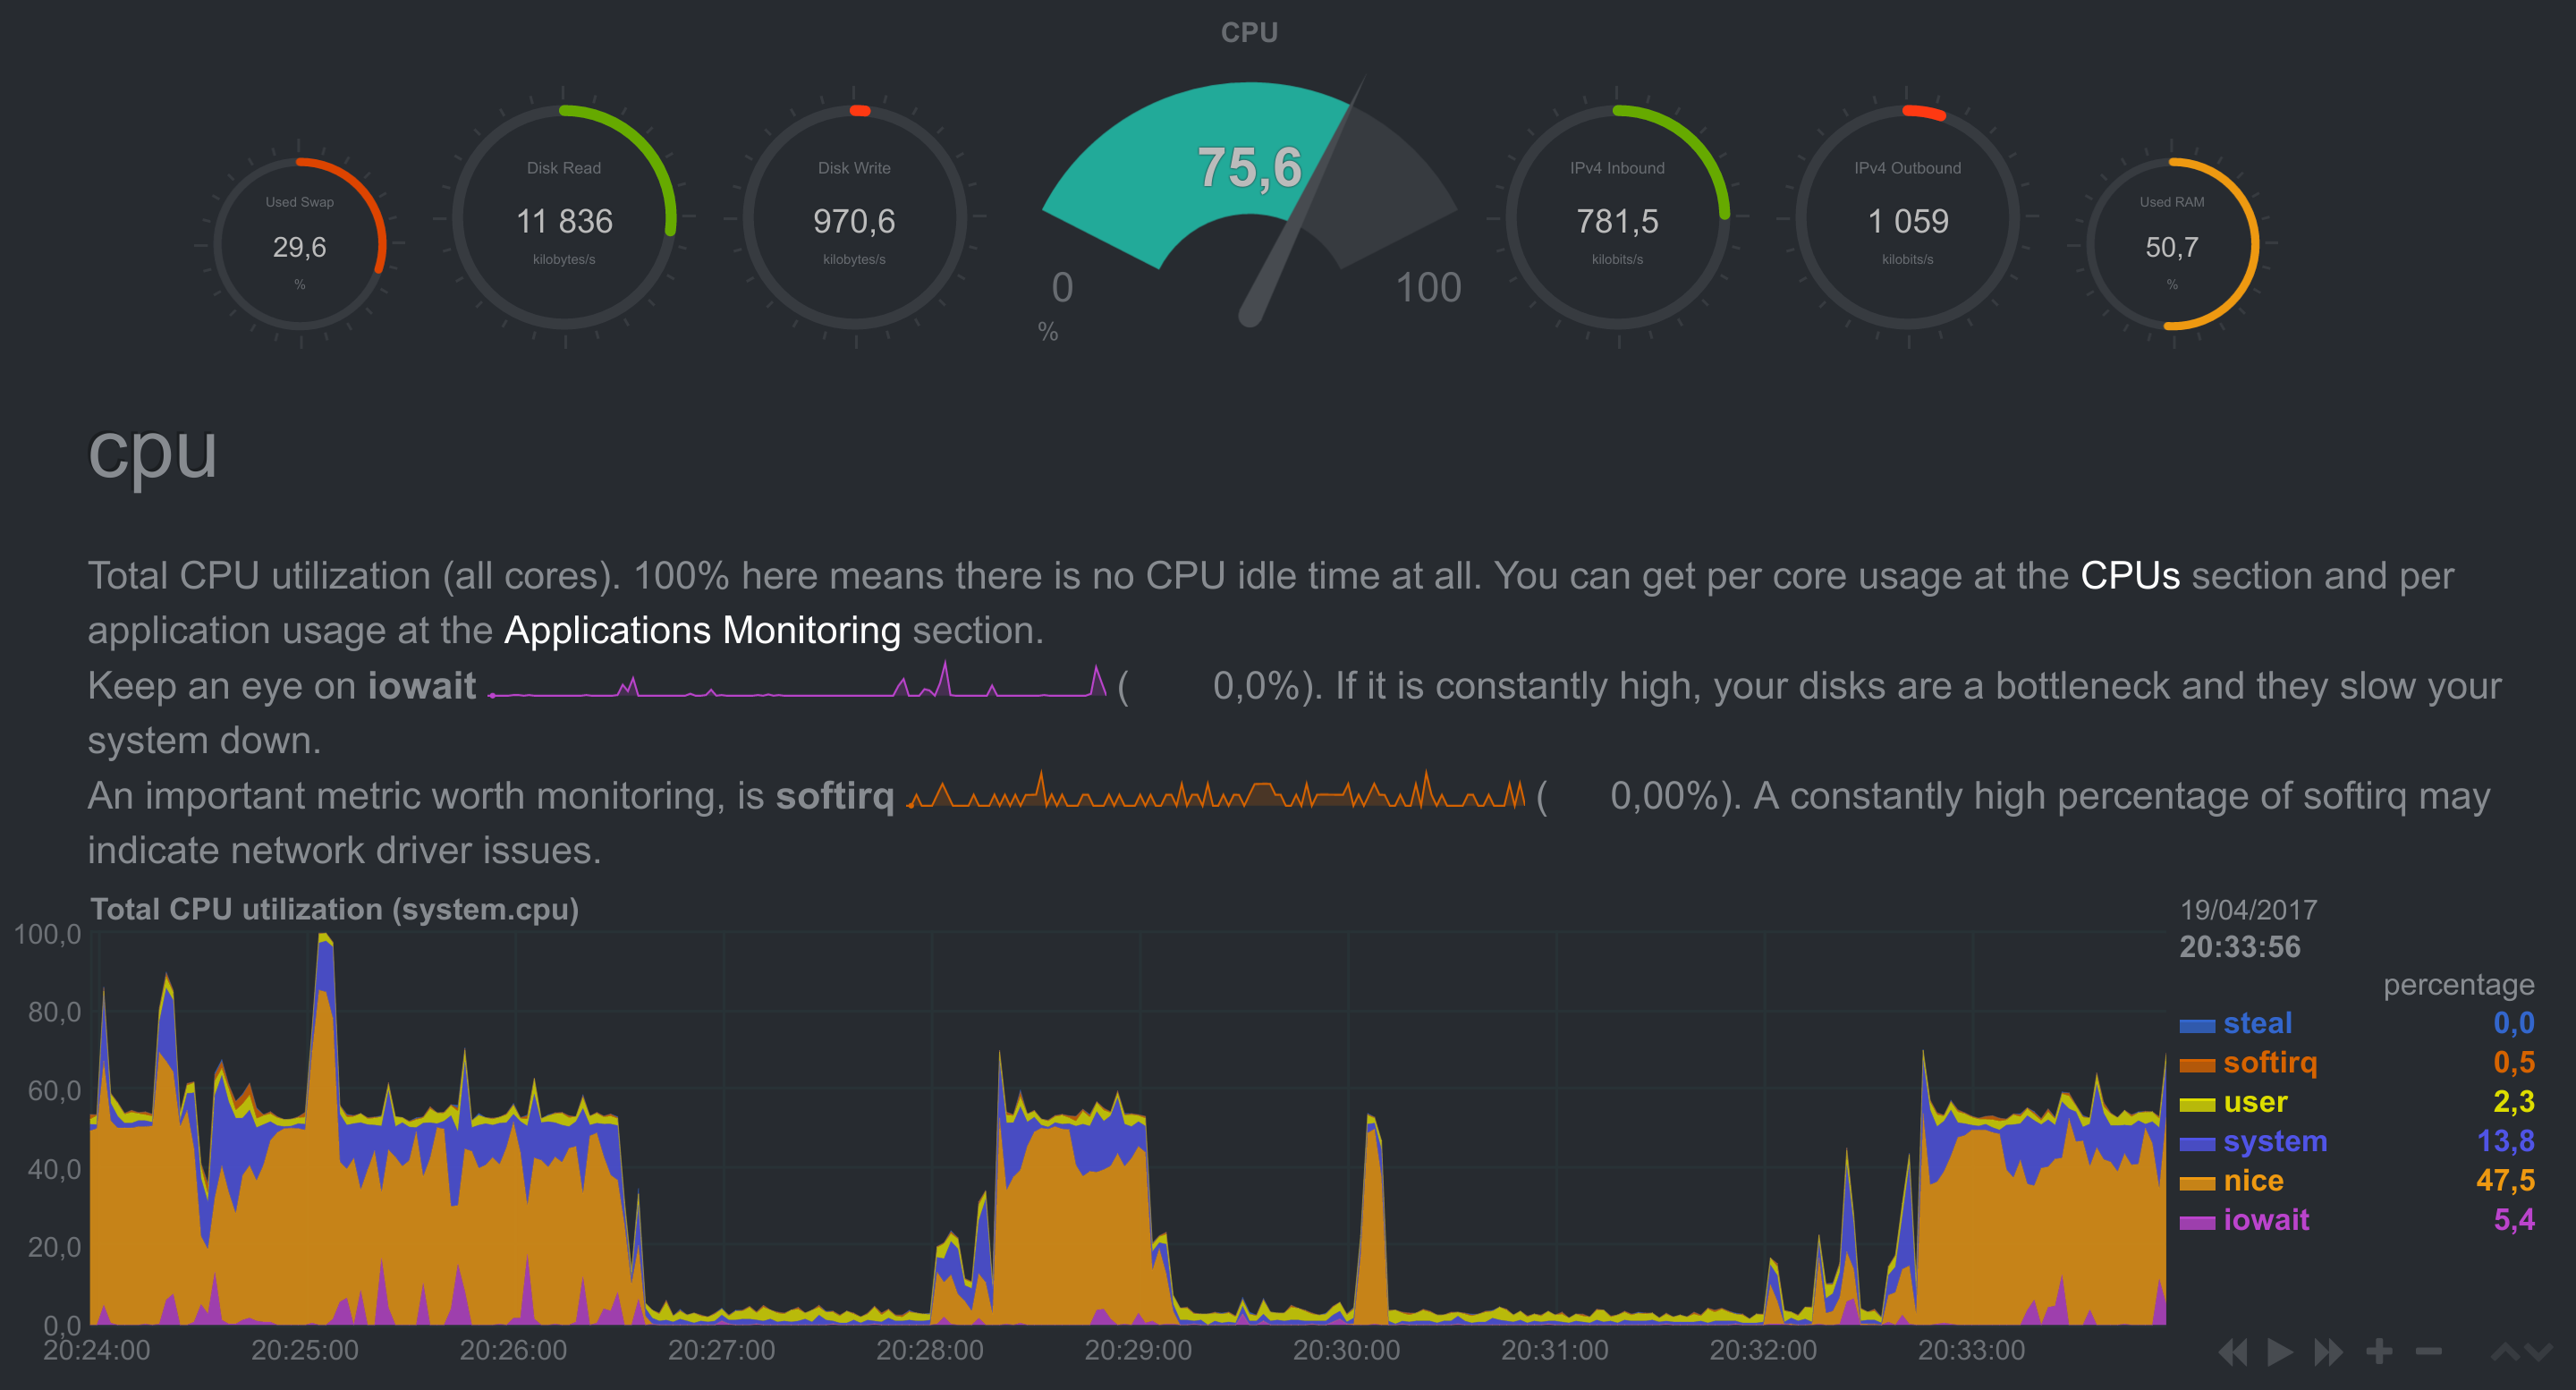 CPU
Used Swap
29,6
%
Disk Read
11 836
kilobytes/s
Disk Write
970,6
kilobytes/s
75,6
0
100
%
IPv4 Inbound
781,5
kilobits/s
IPv4 Outbound
1 059
kilobits/s
Used RAM
50,7
%
cpu
Total CPU utilization (all cores). 100% here means there is no CPU idle time at all. You can get per core usage at the CPUs section and per
application usage at the Applications Monitoring section.
Keep an eye on iowait ( 0,0%). If it is constantly high, your disks are a bottleneck and they slow your
system down.
An important metric worth monitoring, is softirq ( 0,00%). A constantly high percentage of softirq may
indicate network driver issues.
Total CPU utilization (system.cpu)
100,0
80,0
60,0
40,0
20,0
0,0
20:24:00 20:25:00 20:26:00 20:27:00 20:28:00 20:29:00 20:30:00 20:31:00 20:32:00 20:33:00
19/04/2017
20:33:56
percentage
steal 0,0
softirq 0,5
user 2,3
system 13,8
nice 47,5
iowait 5,4